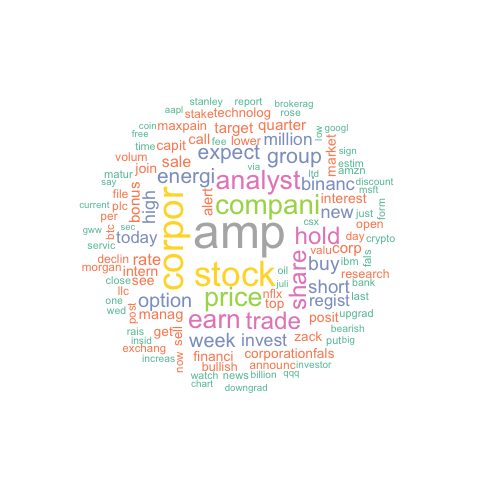 stanley report
brokerag
aapl stake technolog rose
coin maxpain target quarter low googl
free call fee lower
time capit expect group million market sign
volum sale via estim
matur join energi analyst ltd binanc amzn
say bonus high alert compani interest msft discount
file new just form
plc
per amp csx open
current btc sec corpor hold day crypto
gww today corp fals
servic stock share buy ibm bank
declin rate oil research
morgan intern juli
close see price nflx short last
llc option top regist
one manag earn trade posit upgrad
wed post get
rais sell week invest zack bearish
insid put big
exchang financi corporationfals
increas now bullish announc investor
watch news billion qqq
chart downgrad
valu